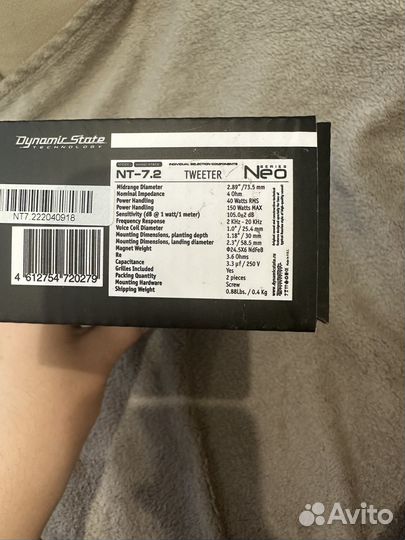 Dynamic State
TECHNOLOGY
INDIVIDUAL SELECTION COMPONENTS
NT-7.2 TWEETER
SERIES
Neo
Midrange Diameter 2.89"/73.5 mm
Nominal Impedance 4 Ohm
Power Handling 40 Watts RMS
Power Handling 150 Watts MAX
Sensitivity (dB @ 1 watt/1 meter) 105.0±2 dB
Frequency Response 2 KHz - 20 KHz
Voice Coil Diameter 1.0" / 25.4 mm
Mounting Dimensions, planting depth 1.18" / 30 mm
Mounting Dimensions, landing diameter 2.3"/ 58.5 mm
Magnet Weight Φ24.5X6 NdFeB
Re 3.6 Ohms
Capacitance 3.3 μF/ 250 V
Grilles Included Yes
Packing Quantity 2 pieces
Mounting Hardware Screw
Shipping Weight 0.88Lbs./ 0.4 Kg
NT7.222040918
4 612754 720279
Avito